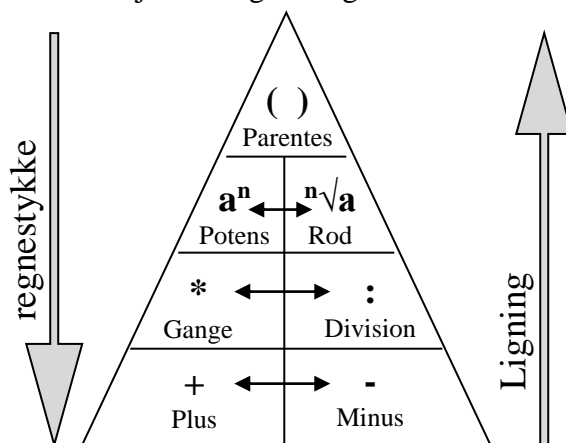 ( )
Parentes
aⁿ ⁿ√a
Potens Rod
* :
Gange Division
+ -
Plus Minus
regnestykke
Ligning